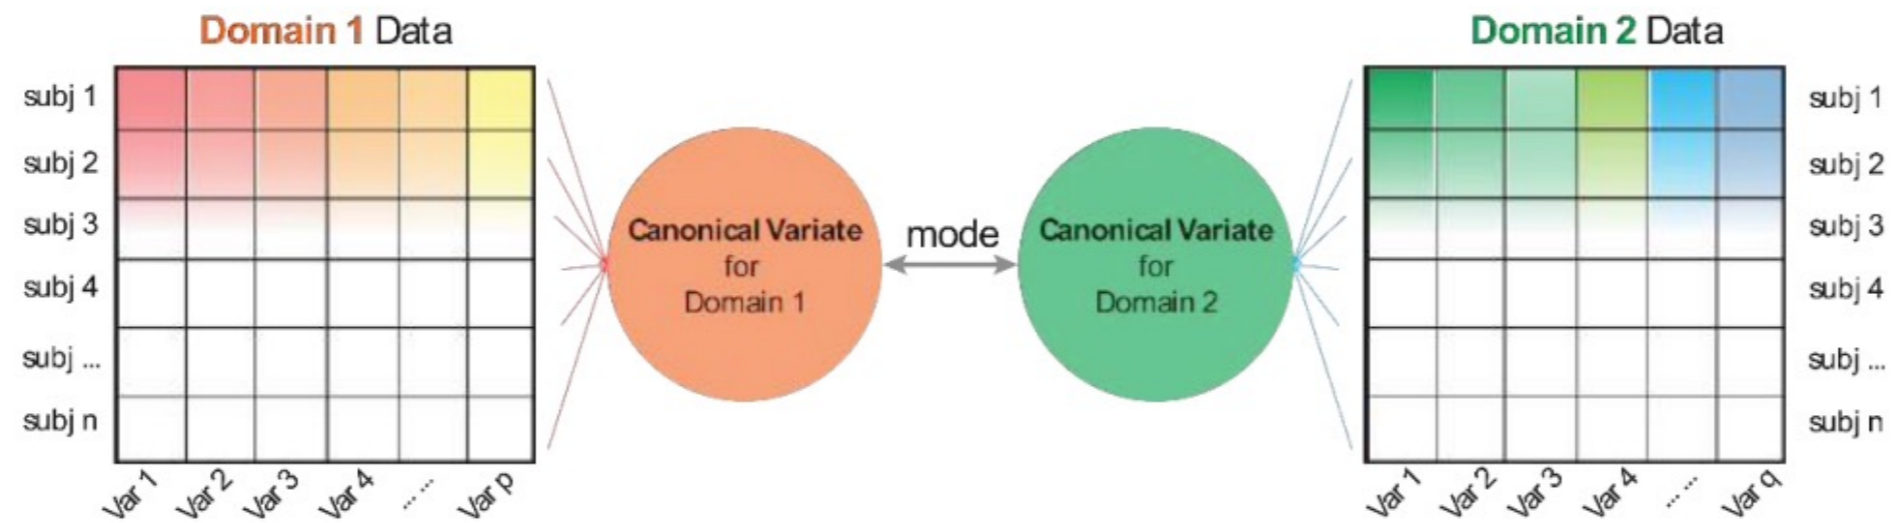 Domain 1 Data
subj 1
subj 2
subj 3
subj 4
subj ...
subj n
Var 1
Var 2
Var 3
Var 4
... ...
Var p
Canonical Variate
for
Domain 1
mode
Canonical Variate
for
Domain 2
Domain 2 Data
subj 1
subj 2
subj 3
subj 4
subj ...
subj n
Var 1
Var 2
Var 3
Var 4
... ...
Var q